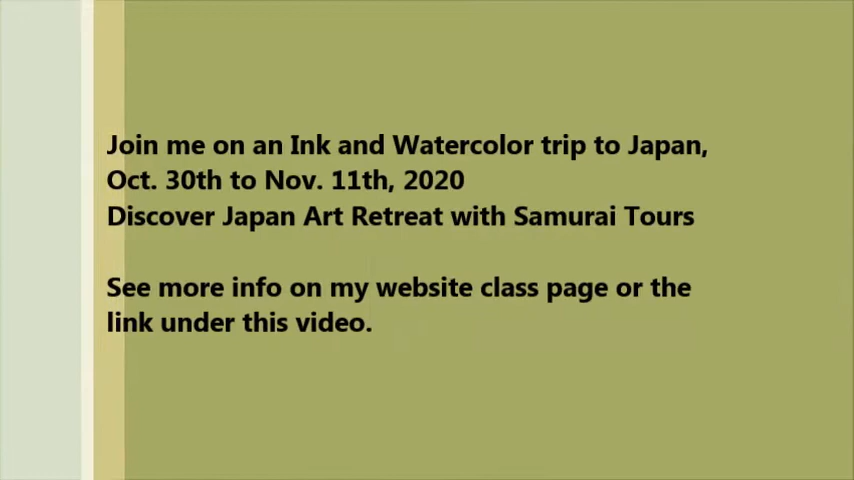 Join me on an Ink and Watercolor trip to Japan,
Oct. 30th to Nov. 11th, 2020
Discover Japan Art Retreat with Samurai Tours
See more info on my website class page or the
link under this video.